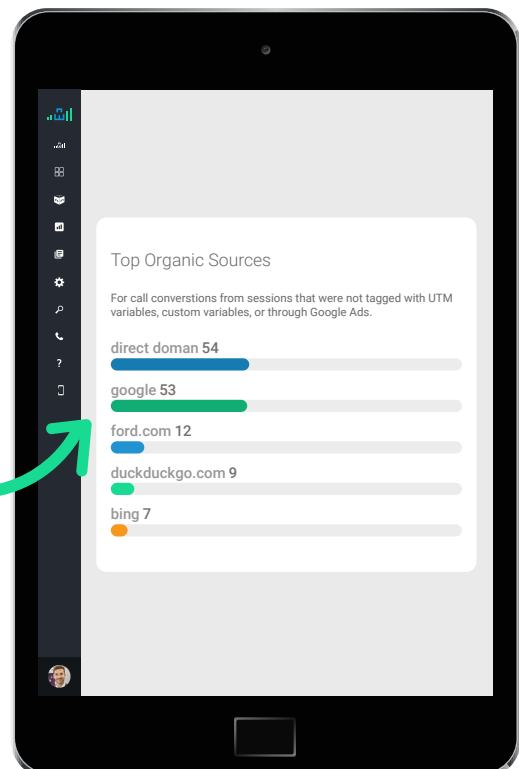 Top Organic Sources
For call converstions from sessions that were not tagged with UTM
variables, custom variables, or through Google Ads.
direct doman 54
google 53
ford.com 12
duckduckgo.com 9
bing 7
?